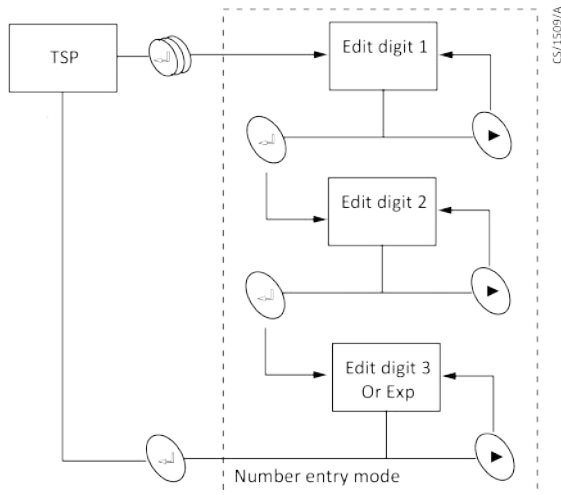 CS/1509/A
TSP
Edit digit 1
Edit digit 2
Edit digit 3
Or Exp
Number entry mode